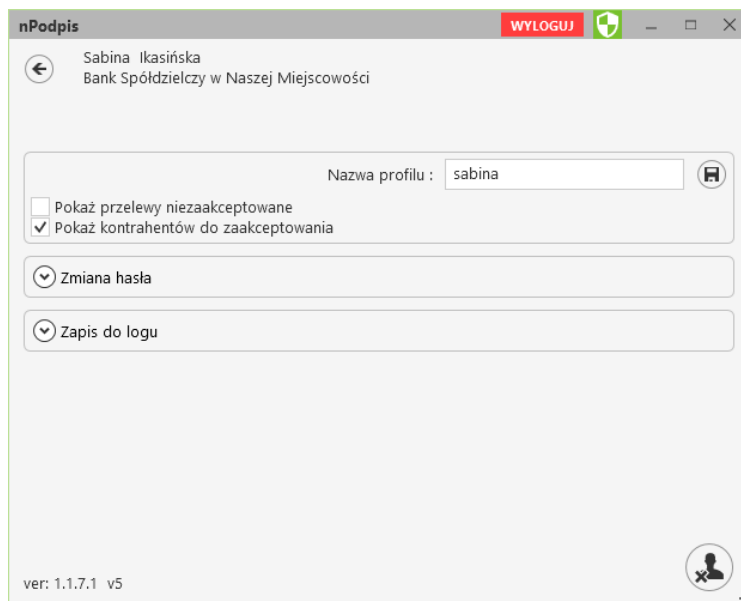 nPodpis WYLOGUJ
Sabina Ikasińska
Bank Spółdzielczy w Naszej Miejscowości
Nazwa profilu : sabina
Pokaż przelewy niezaakceptowane
Pokaż kontrahentów do zaakceptowania
Zmiana hasła
Zapis do logu
ver: 1.1.7.1 v5